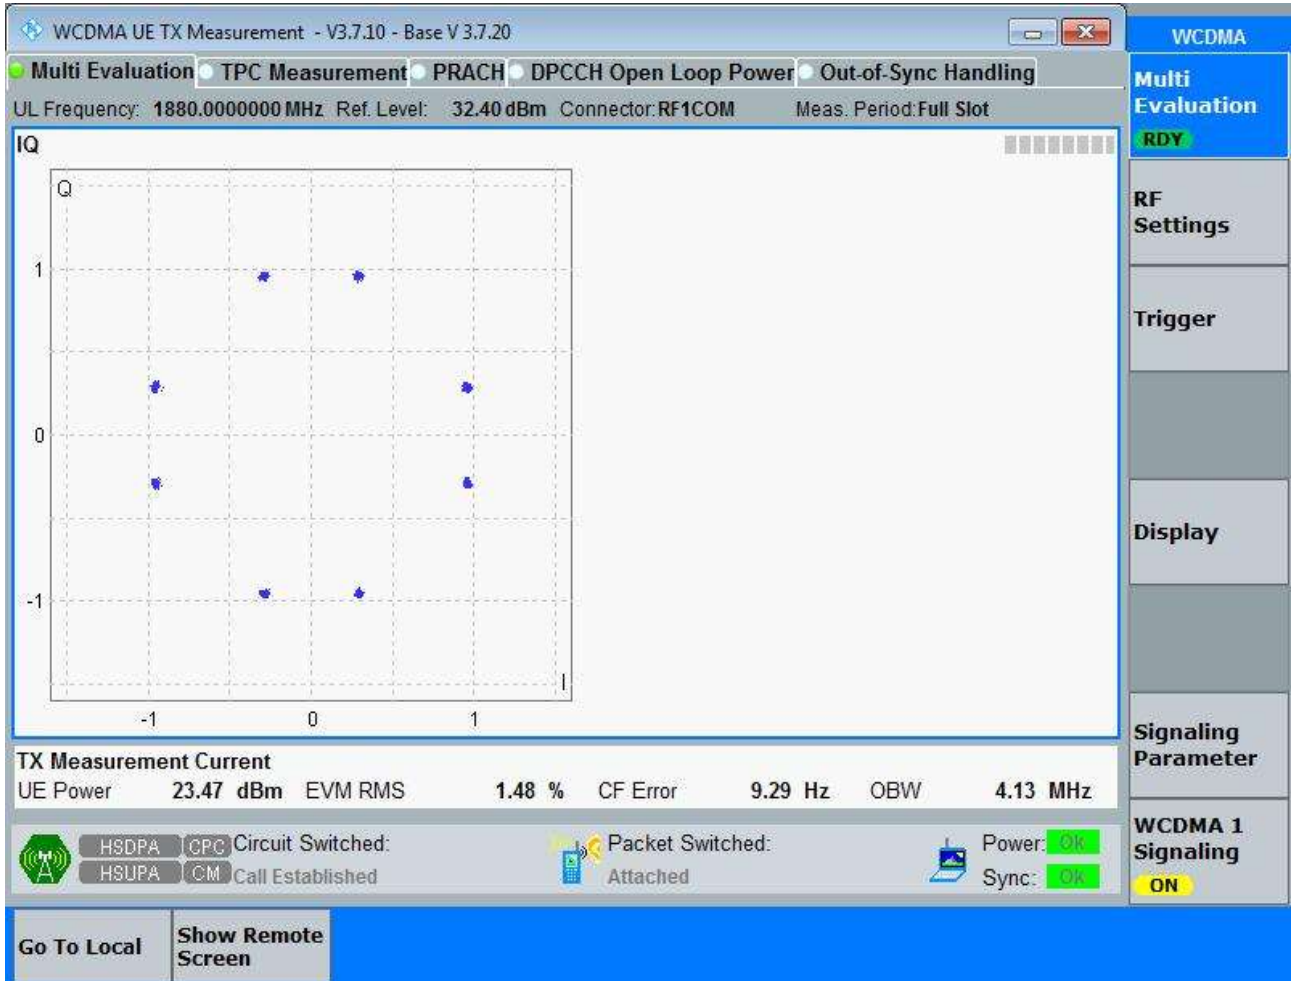 WCDMA UE TX Measurement - V3.7.10 - Base V 3.7.20
WCDMA
Multi Evaluation TPC Measurement PRACH DPCCH Open Loop Power Out-of-Sync Handling
UL Frequency: 1880.0000000 MHz Ref. Level: 32.40 dBm Connector:RF1COM Meas. Period:Full Slot
Multi
Evaluation
RDY
IQ
Q
1
0
-1
I
-1 0 1
RF
Settings
Trigger
Display
Signaling
Parameter
WCDMA 1
Signaling
ON
TX Measurement Current
UE Power 23.47 dBm EVM RMS 1.48 % CF Error 9.29 Hz OBW 4.13 MHz
HSDPA CPC Circuit Switched: Packet Switched: Power: Ok
HSUPA CM Call Established Attached Sync: Ok
Go To Local
Show Remote
Screen